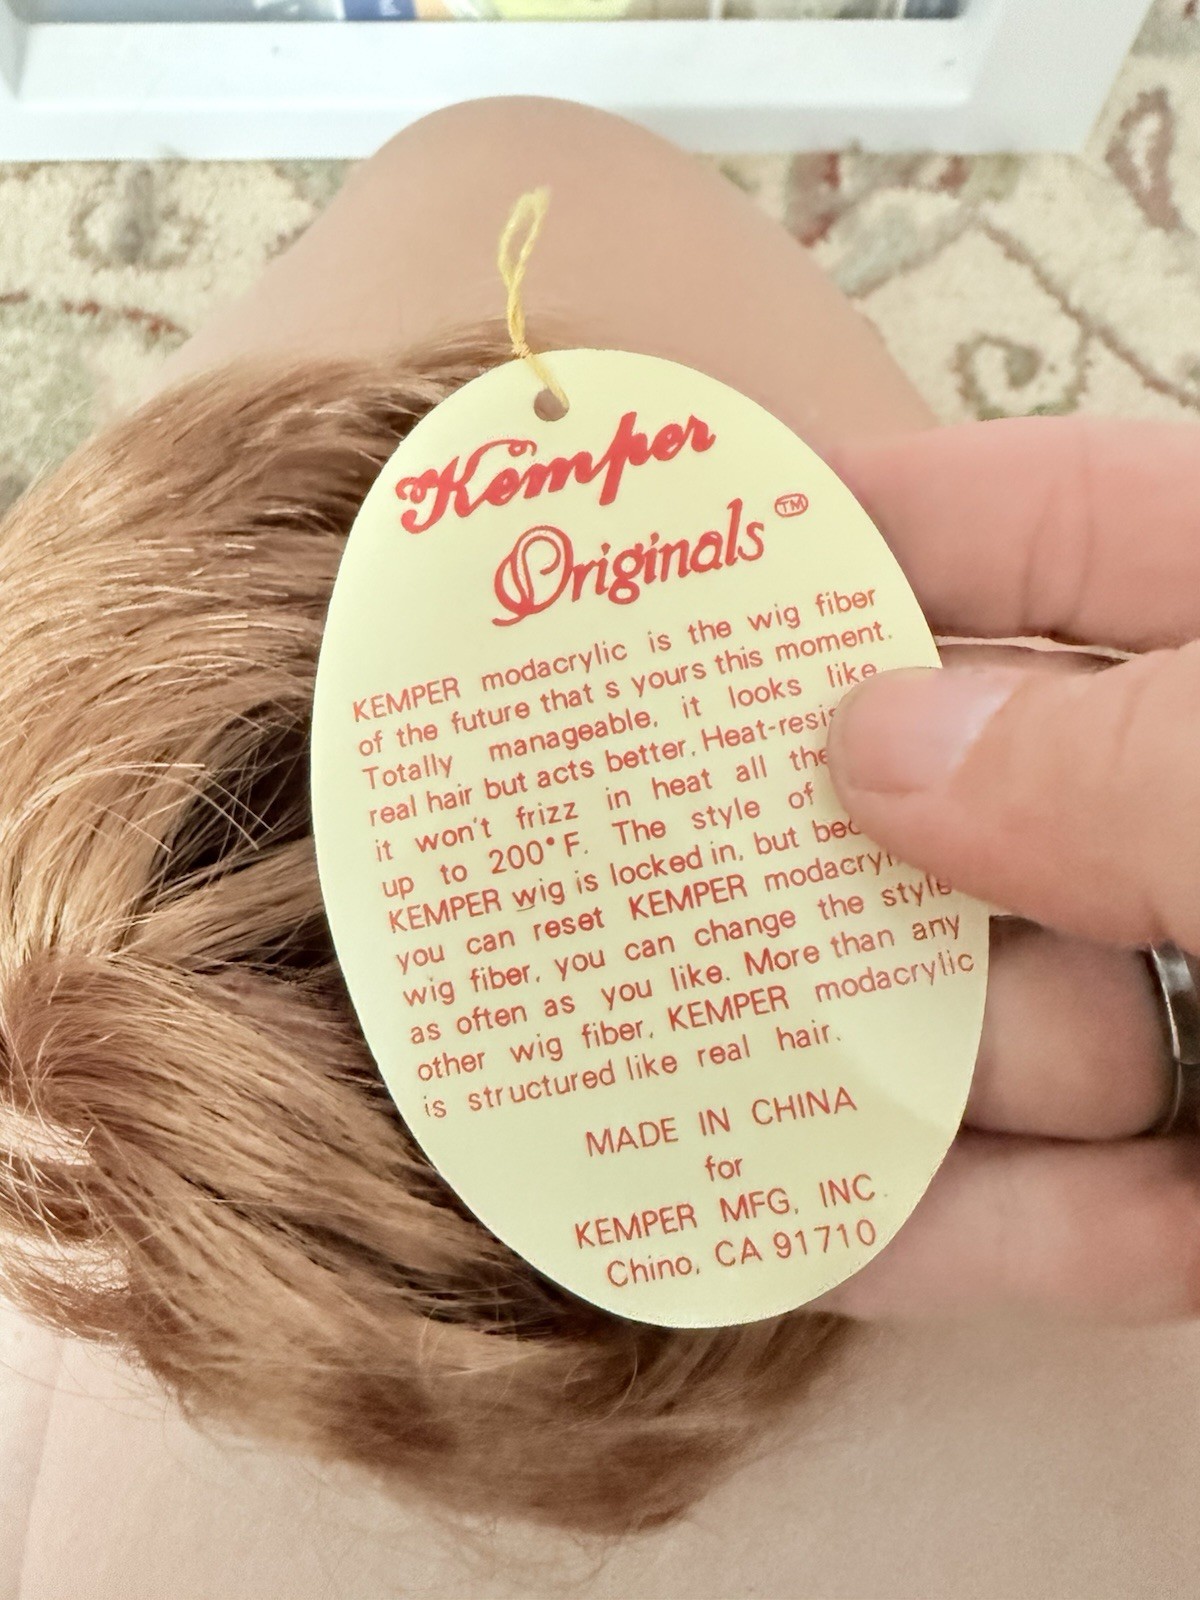 Kemper
Originals TM
KEMPER modacrylic is the wig fiber
of the future that s yours this moment.
Totally manageable, it looks like
real hair but acts better. Heat-resis
it won't frizz in heat all the
up to 200°F. The style of
KEMPER wig is locked in, but bec
you can reset KEMPER modacryl
wig fiber, you can change the style
as often as you like. More than any
other wig fiber, KEMPER modacrylic
is structured like real hair.
MADE IN CHINA
for
KEMPER MFG, INC.
Chino, CA 91710